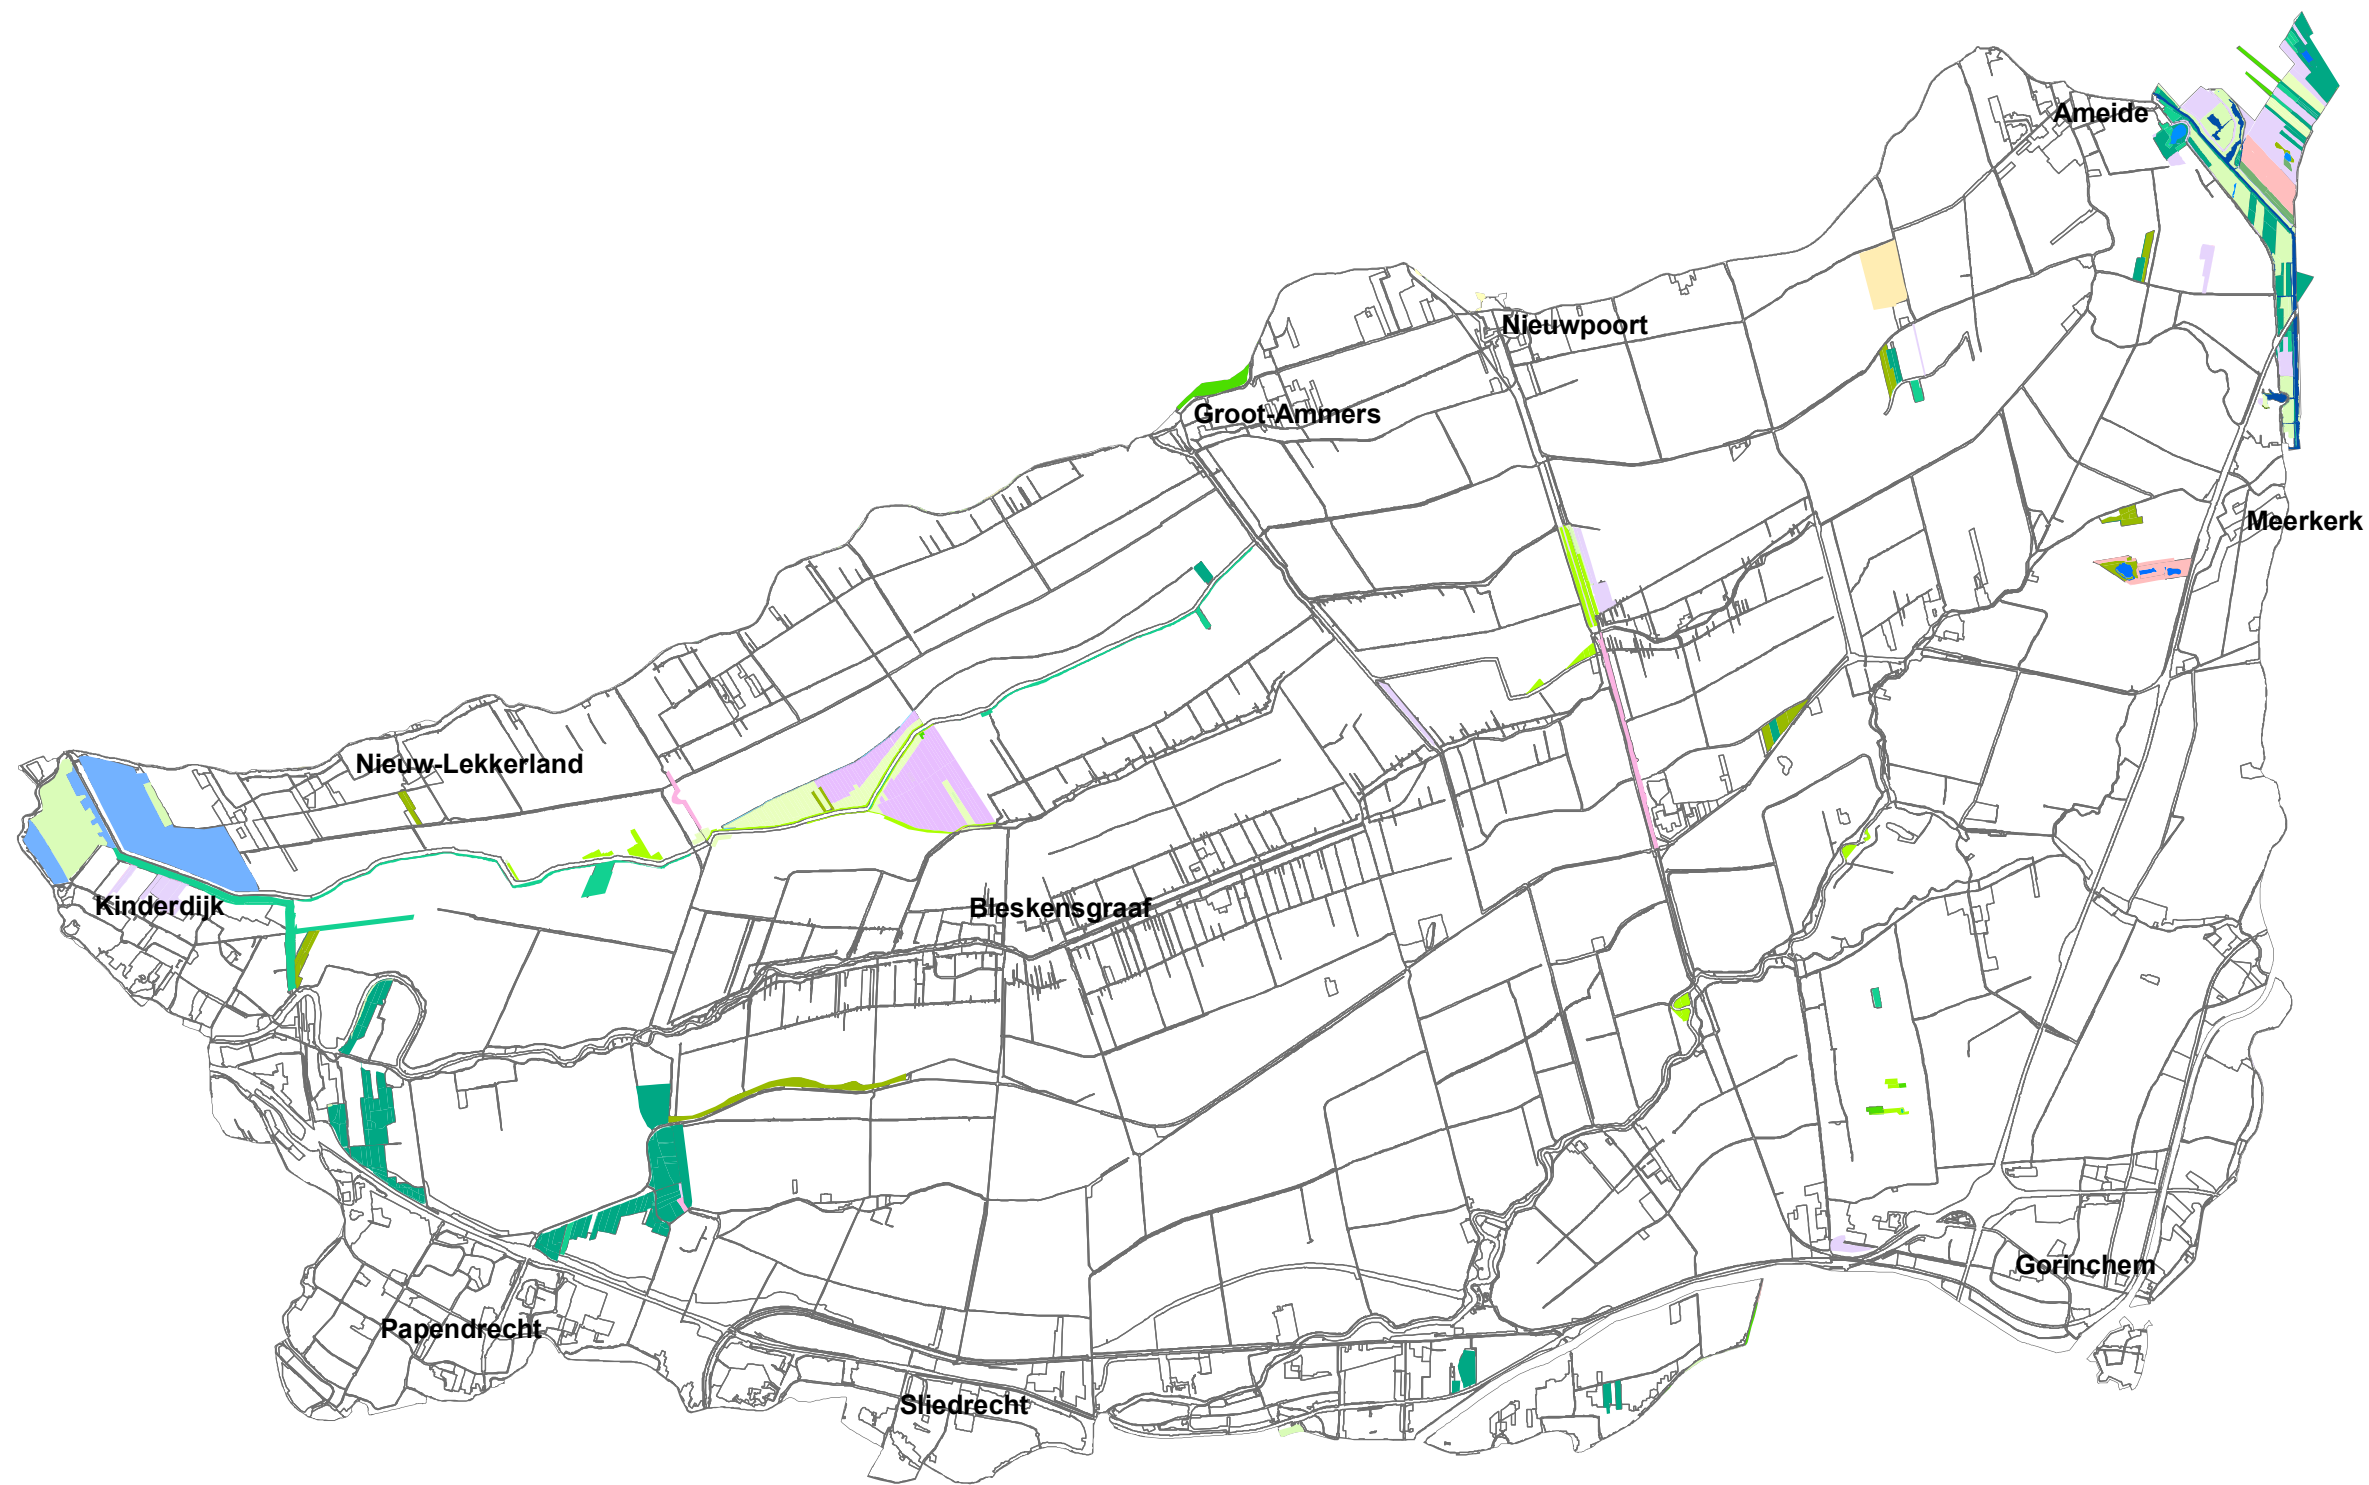 Ameide
Nieuwpoort
Groot-Ammers
Meerkerk
Nieuw-Lekkerland
Kinderdijk
Bleskensgraaf
Gorinchem
Papendrecht
Sliedrecht